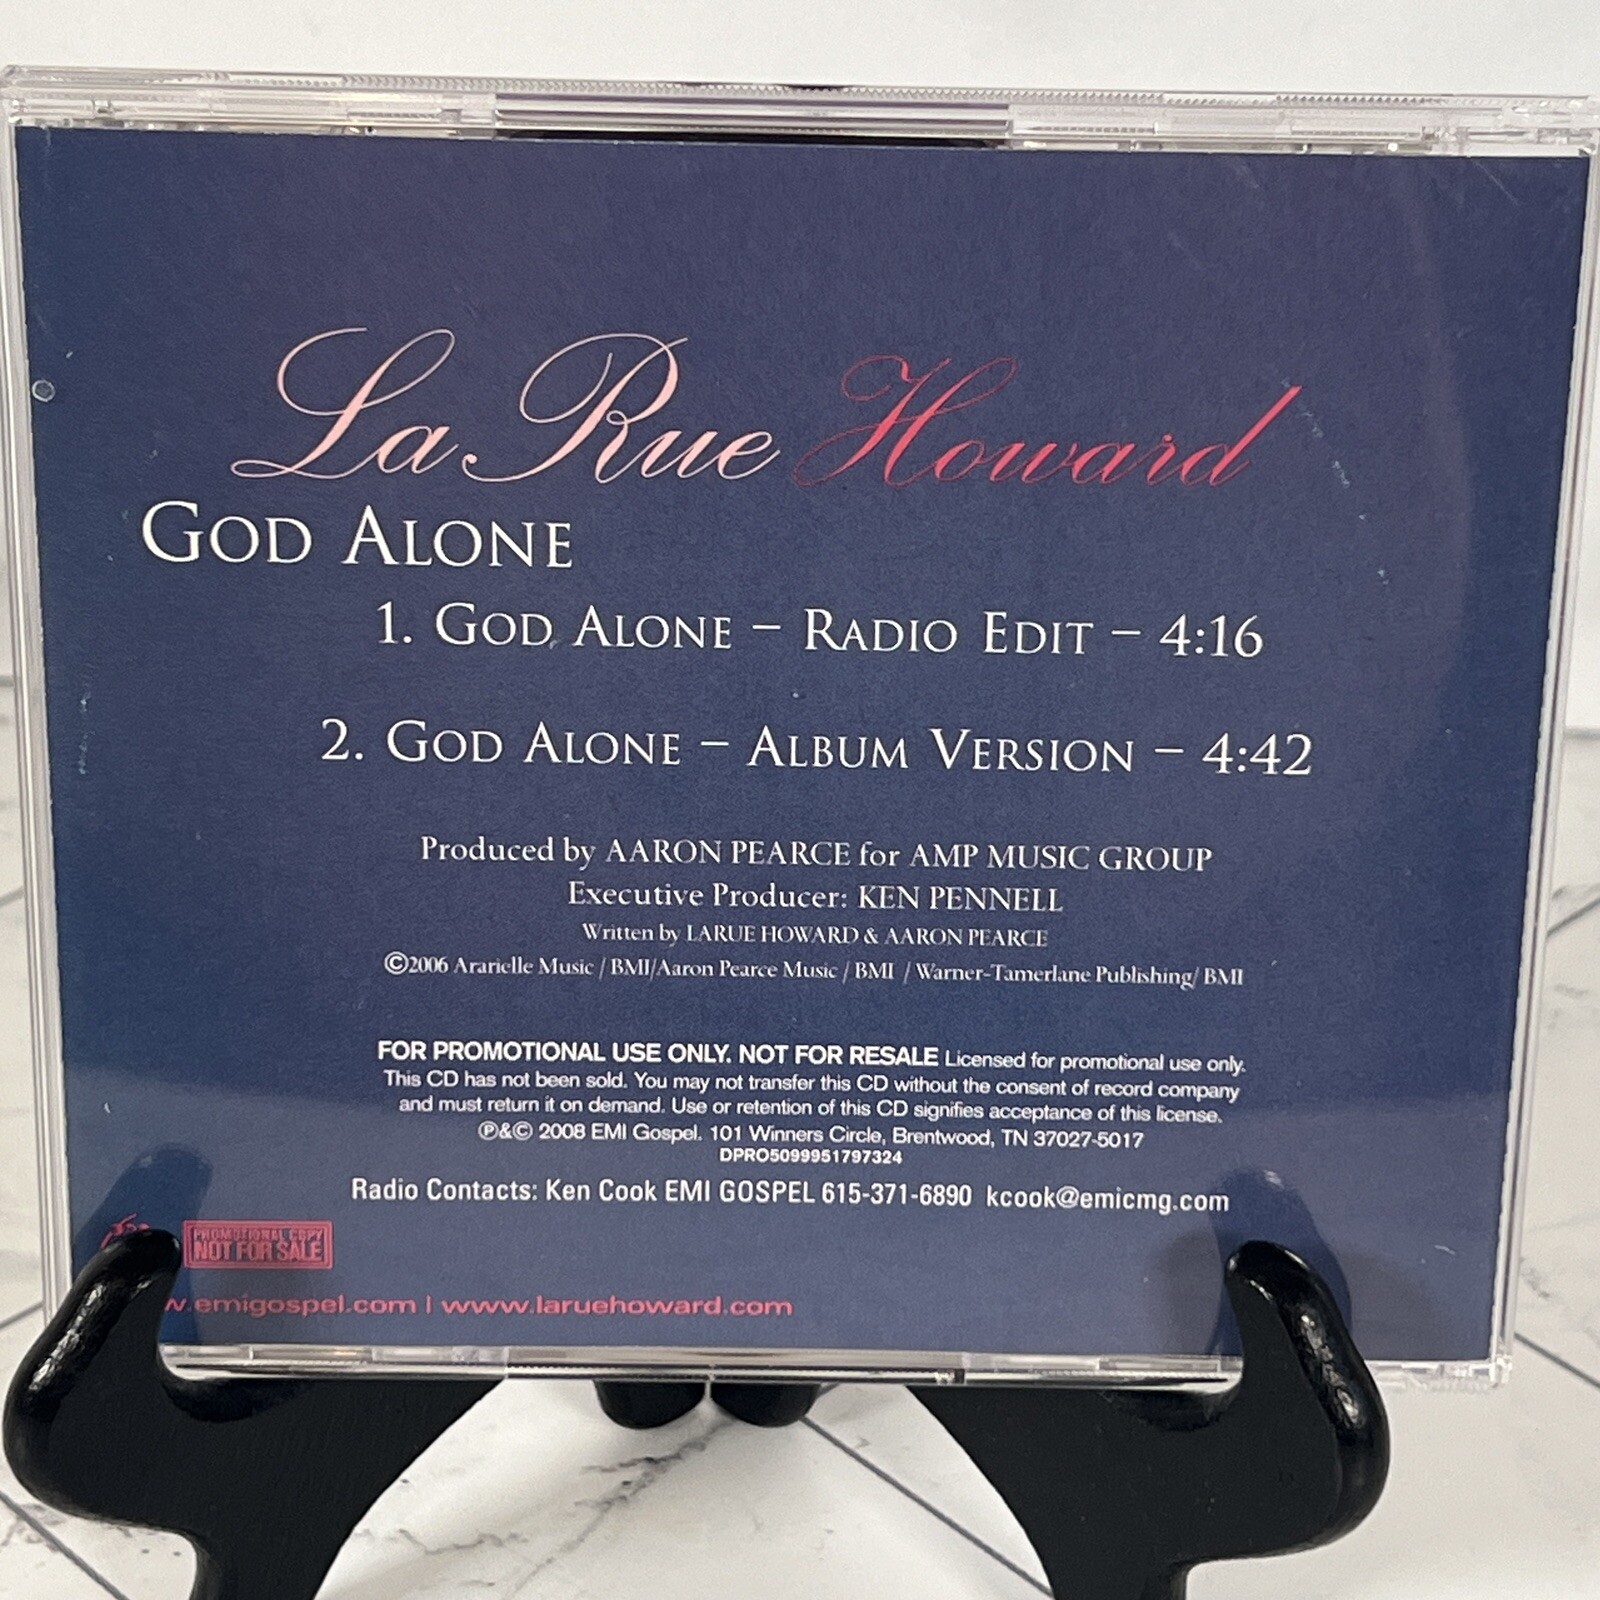 La Rue Howard
GOD ALONE
1. GOD ALONE – RADIO EDIT – 4:16
2. GOD ALONE – ALBUM VERSION – 4:42
Produced by AARON PEARCE for AMP MUSIC GROUP
Executive Producer: KEN PENNELL
Written by LARUE HOWARD & AARON PEARCE
©2006 Ararielle Music / BMI/Aaron Pearce Music / BMI / Warner-Tamerlane Publishing/ BMI
FOR PROMOTIONAL USE ONLY. NOT FOR RESALE Licensed for promotional use only.
This CD has not been sold. You may not transfer this CD without the consent of record company
and must return it on demand. Use or retention of this CD signifies acceptance of this license.
℗&© 2008 EMI Gospel. 101 Winners Circle, Brentwood, TN 37027-5017
DPRO5099951797324
Radio Contacts: Ken Cook EMI GOSPEL 615-371-6890 kcook@emicmg.com
PROMOTIONAL COPY
NOT FOR SALE
w.emigospel.com | www.laruehoward.com